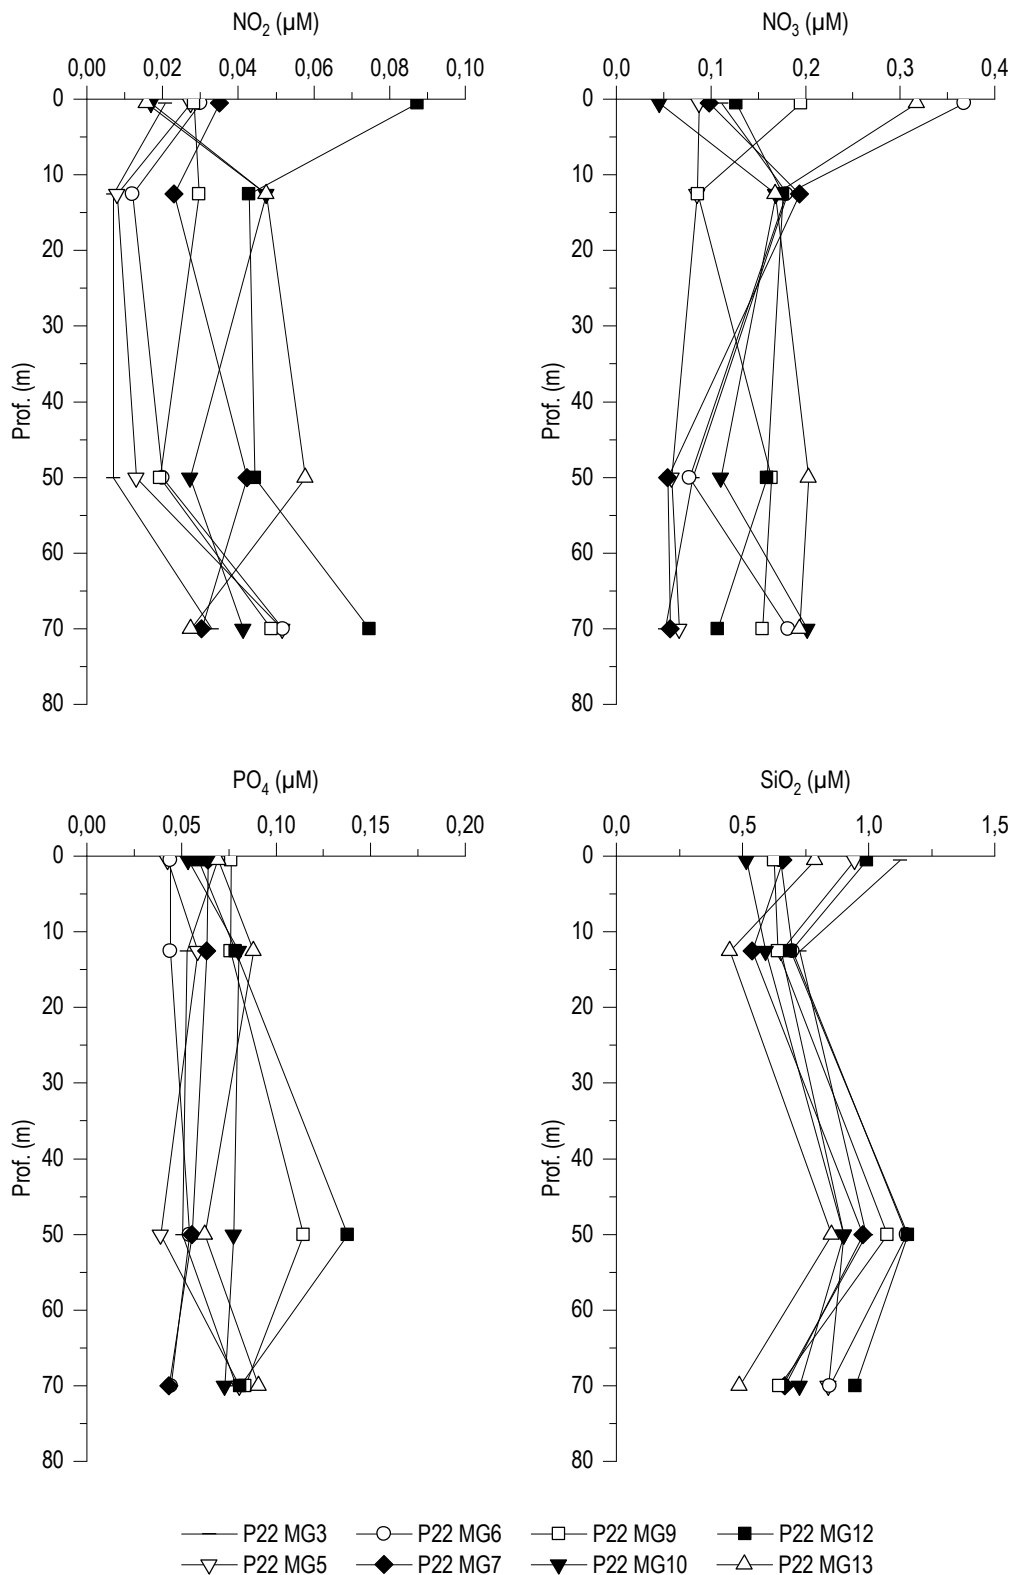 NO2 (µM)
0,00 0,02 0,04 0,06 0,08 0,10
0
10
20
30
40
50
60
70
80
Prof. (m)
NO3 (µM)
0,0 0,1 0,2 0,3 0,4
0
10
20
30
40
50
60
70
80
Prof. (m)
PO4 (µM)
0,00 0,05 0,10 0,15 0,20
0
10
20
30
40
50
60
70
80
Prof. (m)
SiO2 (µM)
0,0 0,5 1,0 1,5
0
10
20
30
40
50
60
70
80
Prof. (m)
P22 MG3 P22 MG6 P22 MG9 P22 MG12
P22 MG5 P22 MG7 P22 MG10 P22 MG13